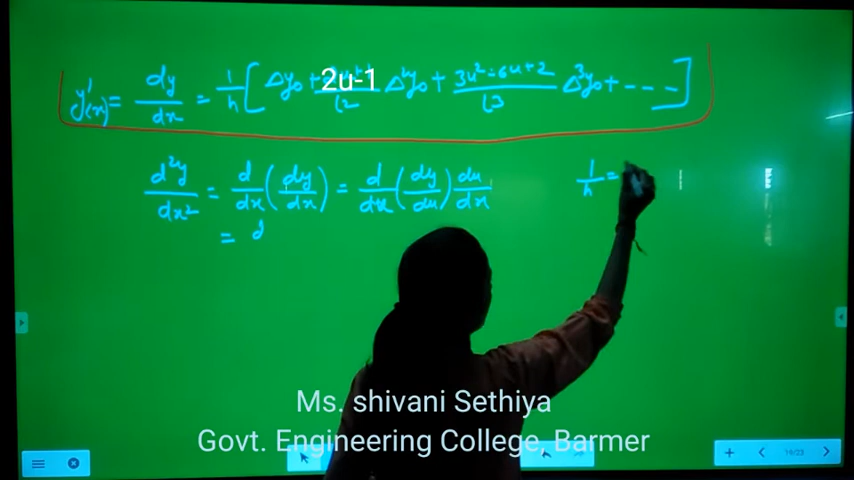 y'(x) = dy/dx = 1/h [ Δy₀ + 2u-1/⌊2 Δ²y₀ + 3u²-6u+2/⌊3 Δ³y₀ + --- ]
d²y/dx² = d/dx (dy/dx) = d/dx (dy/du) du/dx 1/h =
= d
Ms. shivani Sethiya
Govt. Engineering College, Barmer